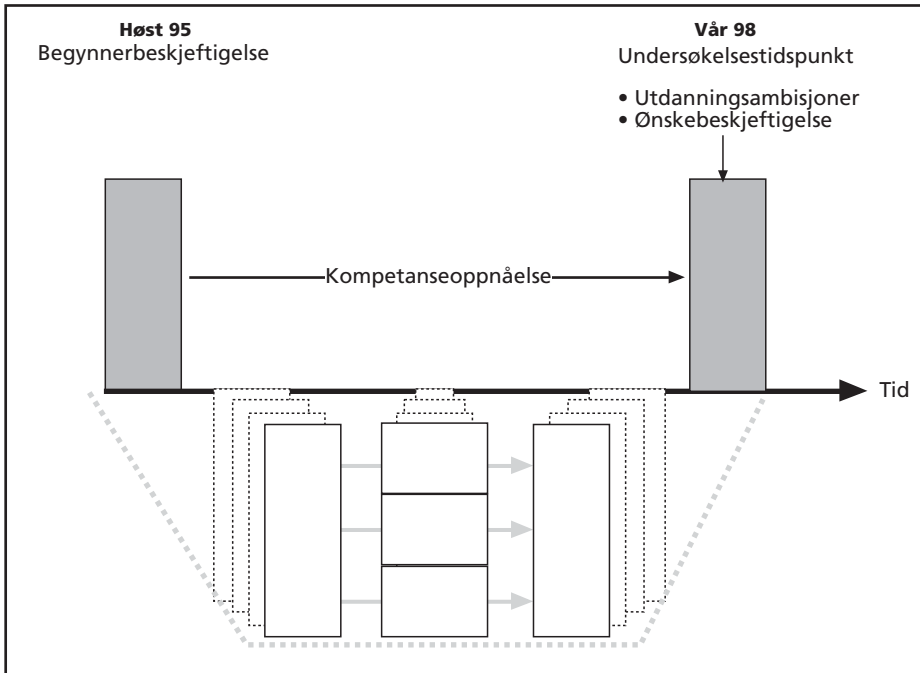 Høst 95
Begynnerbeskjeftigelse
Vår 98
Undersøkelsestidspunkt
• Utdanningsambisjoner
• Ønskebeskjeftigelse
Kompetanseoppnåelse
Tid